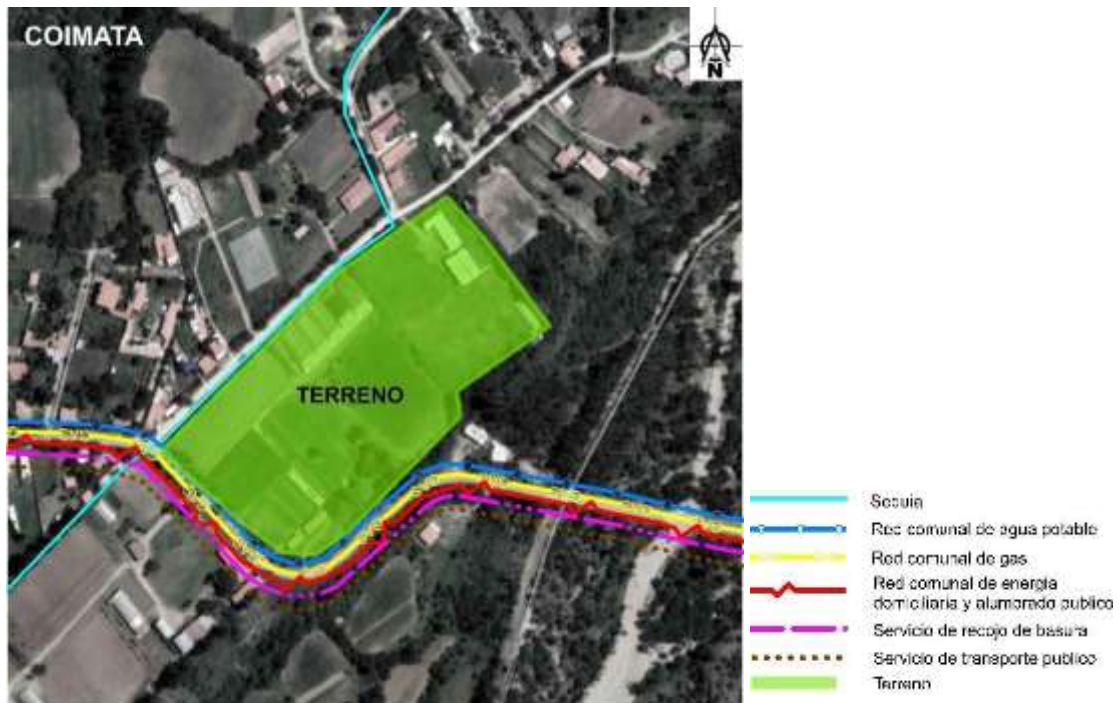 COIMATA
N
TERRENO
Sequia
Red comunal de agua potable
Red comunal de gas
Red comunal de energia
domiciliaria y alumbrado publico
Servicio de recojo de basura
Servicio de transporte publico
Terreno